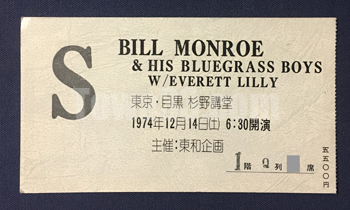 S
BILL MONROE
& HIS BLUEGRASS BOYS
W/EVERETT LILLY
東京・目黒 杉野講堂
1974年12月14日(土) 6:30開演
主催:東和企画
1階 9列 席
五五〇〇円